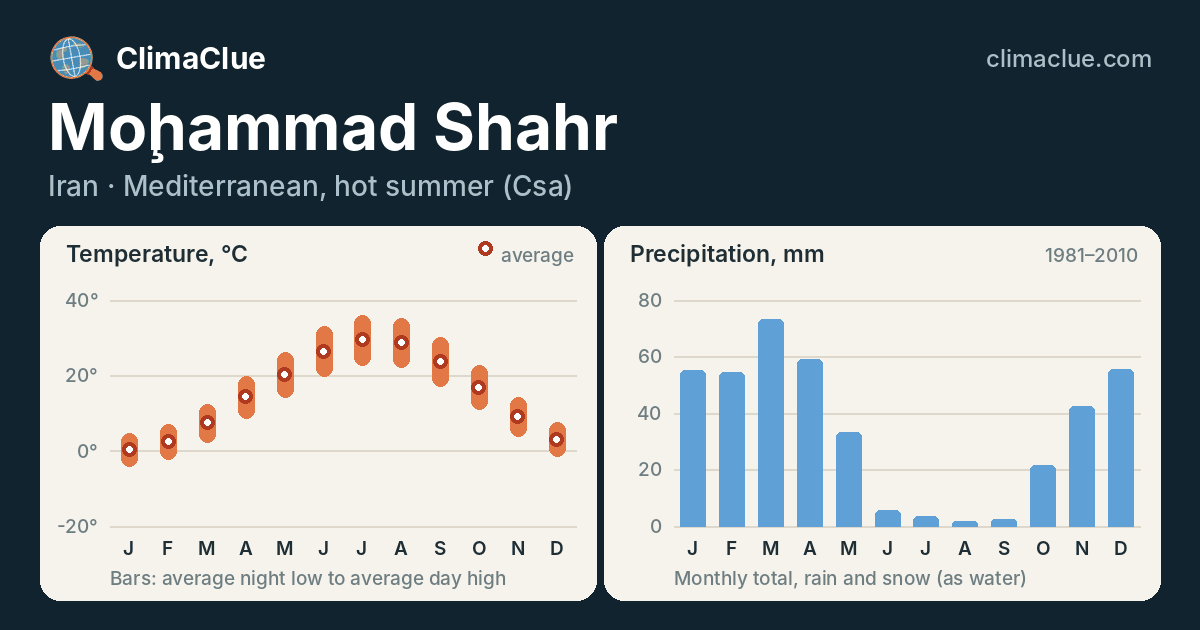 ClimaClue
climaclue.com
Moḩammad Shahr
Iran · Mediterranean, hot summer (Csa)
Temperature, °C
average
40°
20°
0°
-20°
J F M A M J J A S O N D
Bars: average night low to average day high
Precipitation, mm
1981–2010
80
60
40
20
0
J F M A M J J A S O N D
Monthly total, rain and snow (as water)